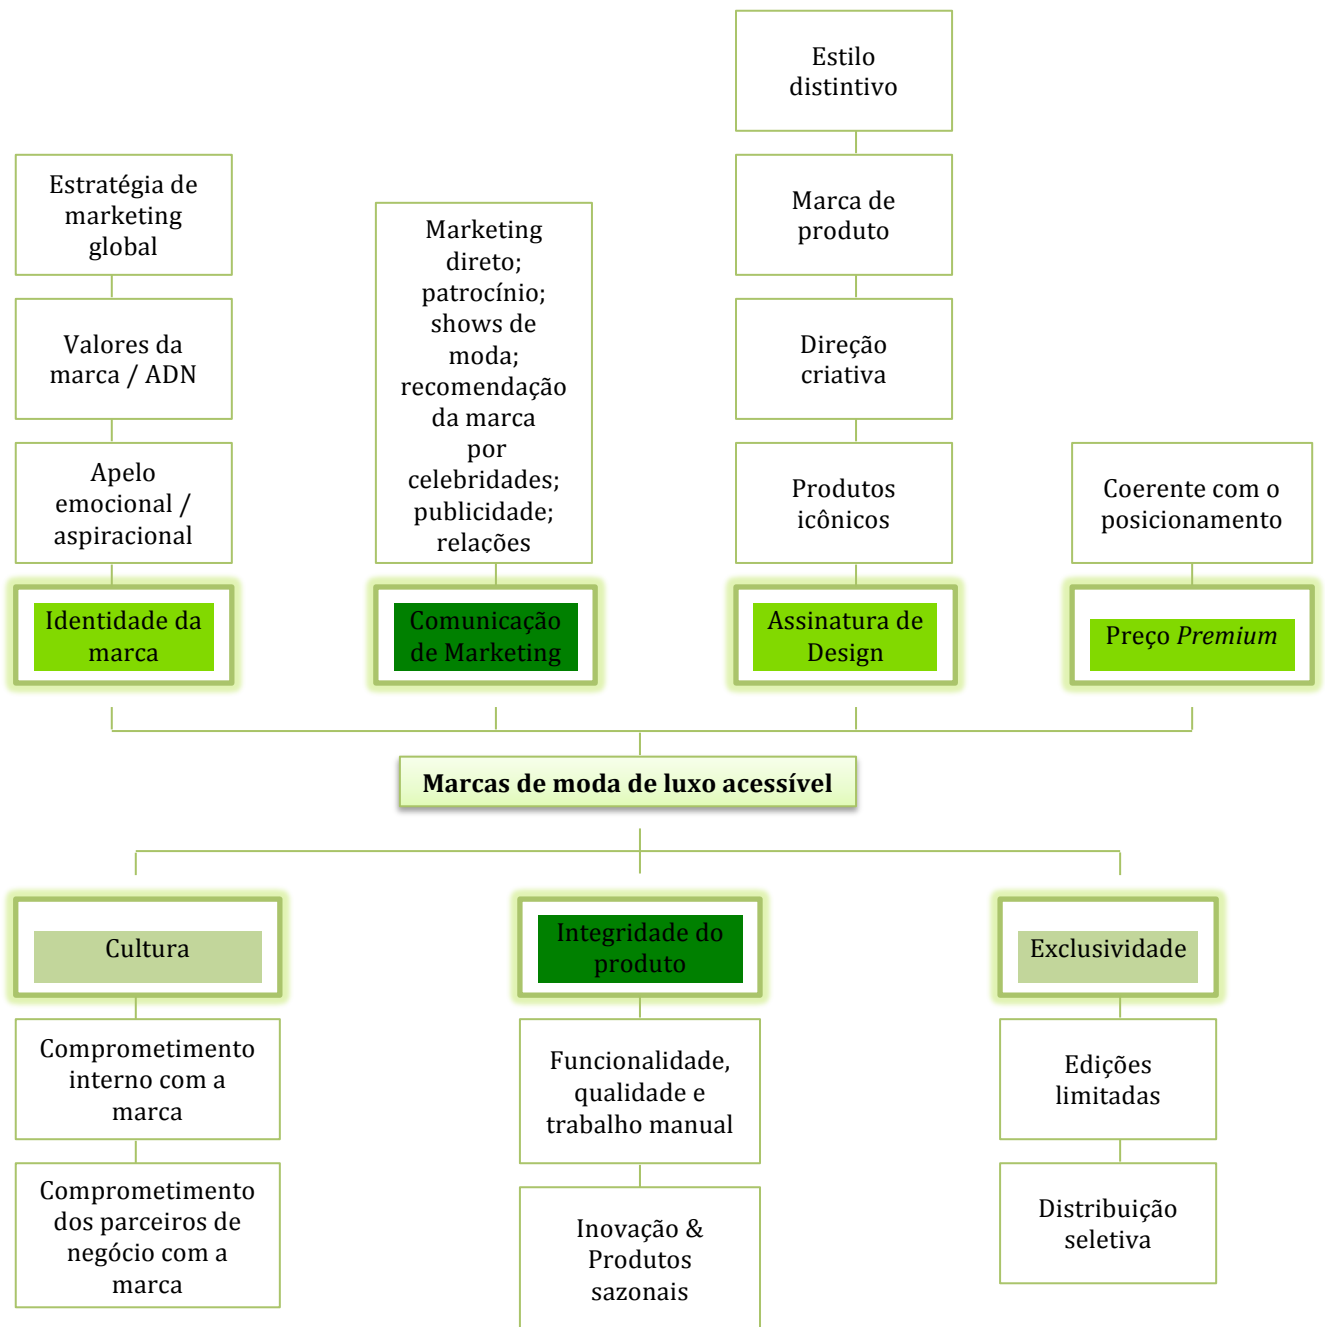 Estilo
distintivo
Estratégia de
marketing
global
Marketing
direto;
patrocínio;
shows de
moda;
recomendação
da marca
por
celebridades;
publicidade;
relações
Marca de
produto
Valores da
marca / ADN
Direção
criativa
Apelo
emocional /
aspiracional
Produtos
icônicos
Coerente com o
posicionamento
Identidade da
marca
Comunicação
de Marketing
Assinatura de
Design
Preço Premium
Marcas de moda de luxo acessível
Cultura
Integridade do
produto
Exclusividade
Comprometimento
interno com a
marca
Funcionalidade,
qualidade e
trabalho manual
Edições
limitadas
Comprometimento
dos parceiros de
negócio com a
marca
Inovação &
Produtos
sazonais
Distribuição
seletiva